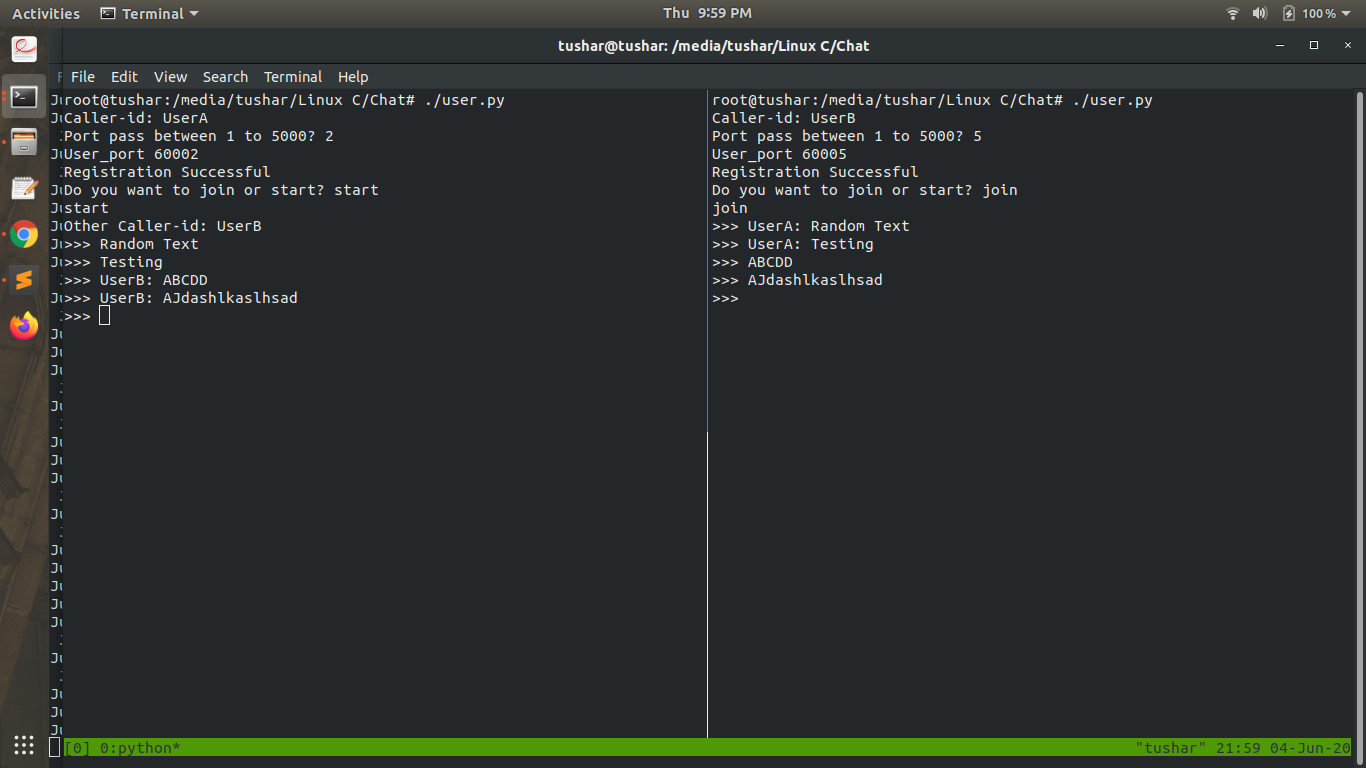 Activities Terminal Thu 9:59 PM 100%
tushar@tushar: /media/tushar/Linux C/Chat
File Edit View Search Terminal Help
root@tushar:/media/tushar/Linux C/Chat# ./user.py
Caller-id: UserA
Port pass between 1 to 5000? 2
User_port 60002
Registration Successful
Do you want to join or start? start
start
Other Caller-id: UserB
>>> Random Text
>>> Testing
>>> UserB: ABCDD
>>> UserB: AJdashlkaslhsad
>>>
root@tushar:/media/tushar/Linux C/Chat# ./user.py
Caller-id: UserB
Port pass between 1 to 5000? 5
User_port 60005
Registration Successful
Do you want to join or start? join
join
>>> UserA: Random Text
>>> UserA: Testing
>>> ABCDD
>>> AJdashlkaslhsad
>>>
[0] 0:python* "tushar" 21:59 04-Jun-20